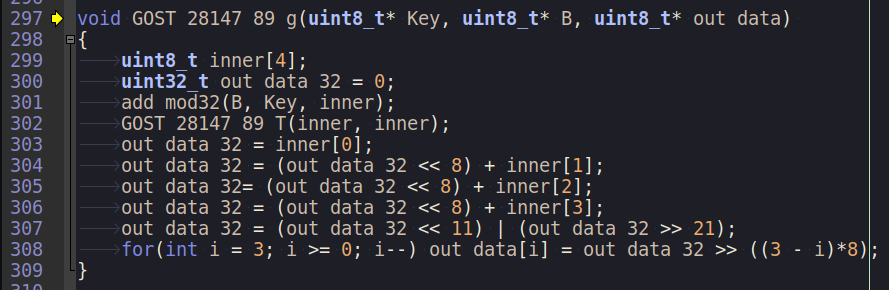 297 void GOST 28147 89 g(uint8_t* Key, uint8_t* B, uint8_t* out data)
298 {
299 uint8_t inner[4];
300 uint32_t out data 32 = 0;
301 add mod32(B, Key, inner);
302 GOST 28147 89 T(inner, inner);
303 out data 32 = inner[0];
304 out data 32 = (out data 32 << 8) + inner[1];
305 out data 32= (out data 32 << 8) + inner[2];
306 out data 32 = (out data 32 << 8) + inner[3];
307 out data 32 = (out data 32 << 11) | (out data 32 >> 21);
308 for(int i = 3; i >= 0; i--) out data[i] = out data 32 >> ((3 - i)*8);
309 }